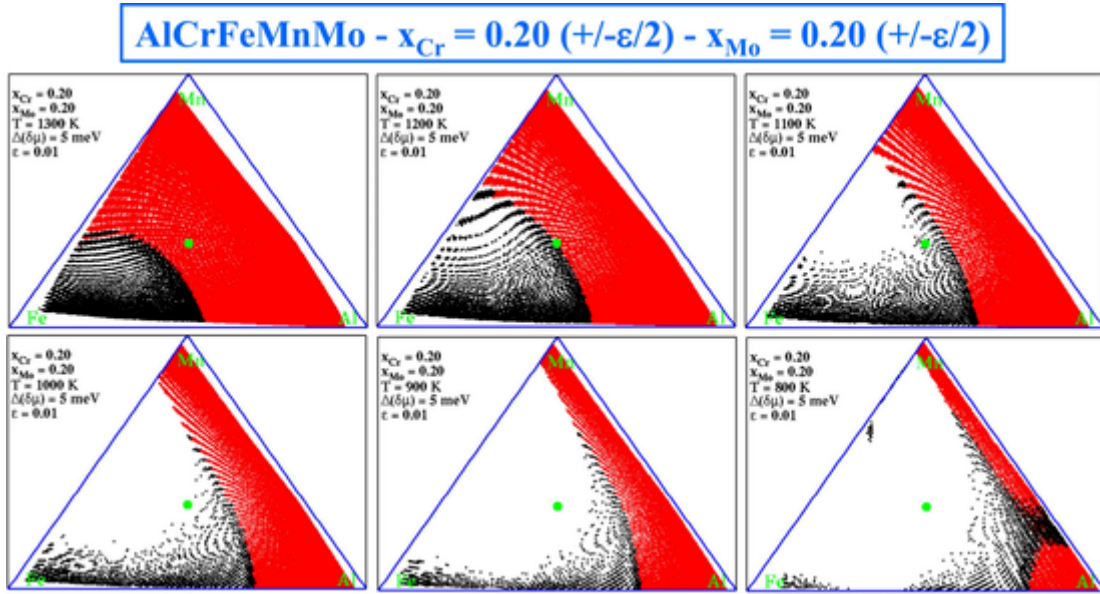 AlCrFeMnMo - xCr = 0.20 (+/-ε/2) - xMo = 0.20 (+/-ε/2)
xCr = 0.20
xMo = 0.20
T = 1300 K
Δ(δμ) = 5 meV
ε = 0.01
Mn
Fe
Al
xCr = 0.20
xMo = 0.20
T = 1200 K
Δ(δμ) = 5 meV
ε = 0.01
Mn
Fe
Al
xCr = 0.20
xMo = 0.20
T = 1100 K
Δ(δμ) = 5 meV
ε = 0.01
Mn
Fe
Al
xCr = 0.20
xMo = 0.20
T = 1000 K
Δ(δμ) = 5 meV
ε = 0.01
Mn
Fe
Al
xCr = 0.20
xMo = 0.20
T = 900 K
Δ(δμ) = 5 meV
ε = 0.01
Mn
Fe
Al
xCr = 0.20
xMo = 0.20
T = 800 K
Δ(δμ) = 5 meV
ε = 0.01
Mn
Fe
Al